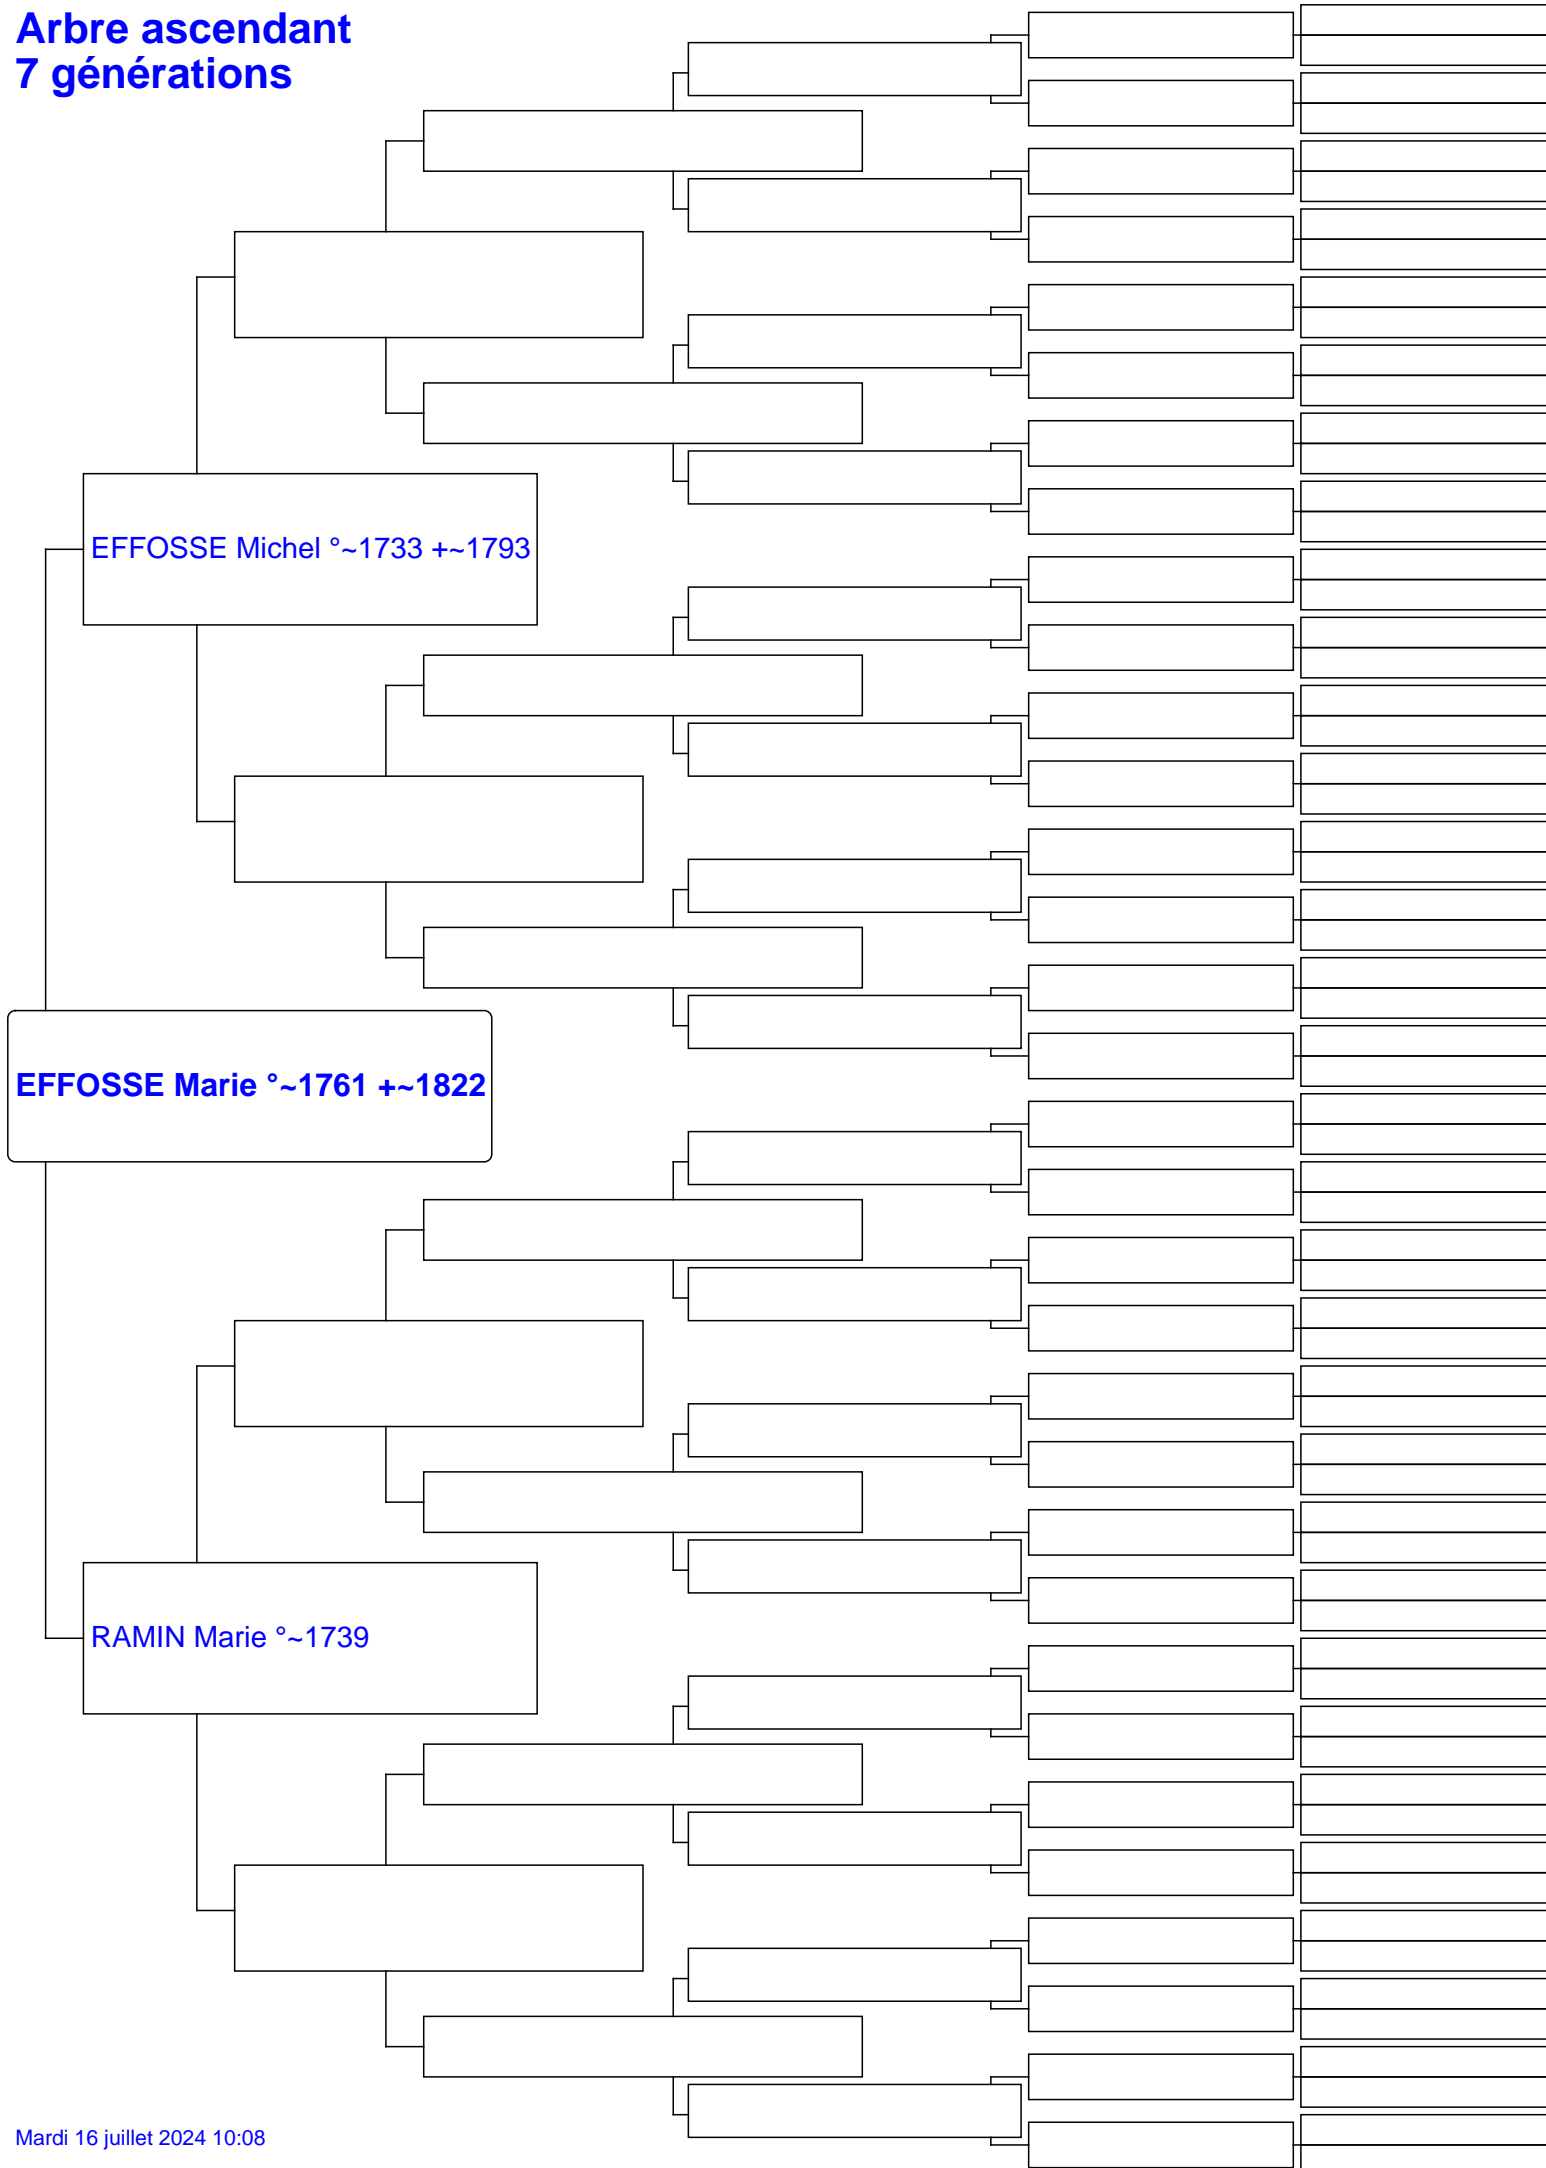 Arbre ascendant
7 générations
EFFOSSE Michel °~1733 +~1793
EFFOSSE Marie °~1761 +~1822
RAMIN Marie °~1739
Mardi 16 juillet 2024 10:08